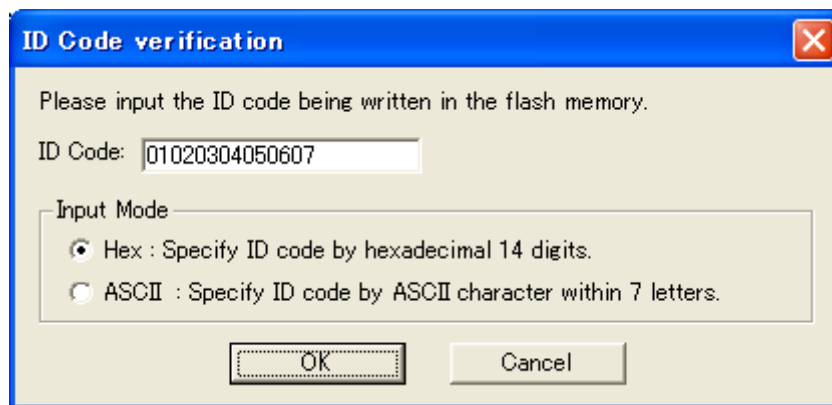 ID Code verification
Please input the ID code being written in the flash memory.
ID Code: 01020304050607
Input Mode
Hex : Specify ID code by hexadecimal 14 digits.
ASCII : Specify ID code by ASCII character within 7 letters.
OK Cancel